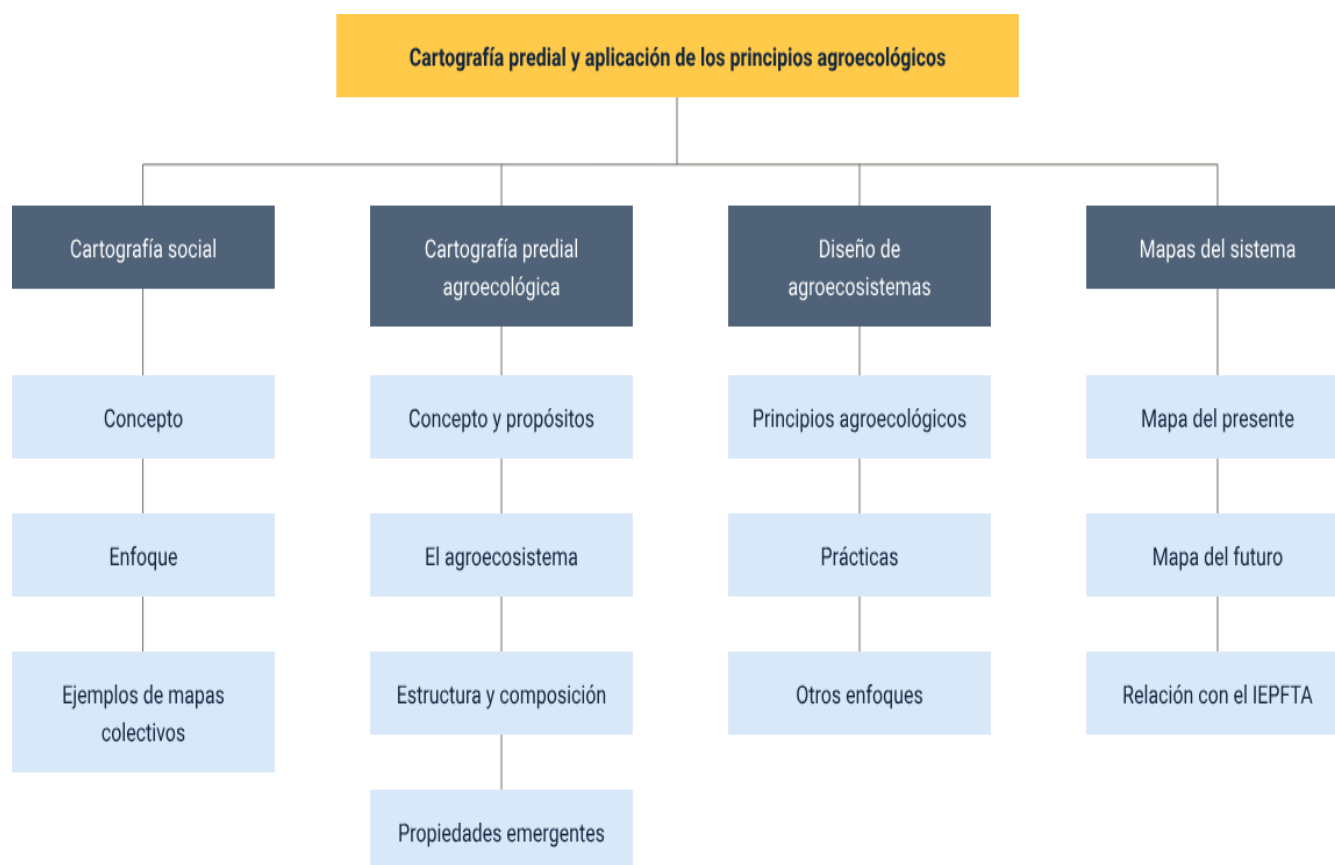 Cartografía predial y aplicación de los principios agroecológicos
Cartografía social
Concepto
Enfoque
Ejemplos de mapas
colectivos
Cartografía predial
agroecológica
Concepto y propósitos
El agroecosistema
Estructura y composición
Propiedades emergentes
Diseño de
agroecosistemas
Principios agroecológicos
Prácticas
Otros enfoques
Mapas del sistema
Mapa del presente
Mapa del futuro
Relación con el IEPFTA